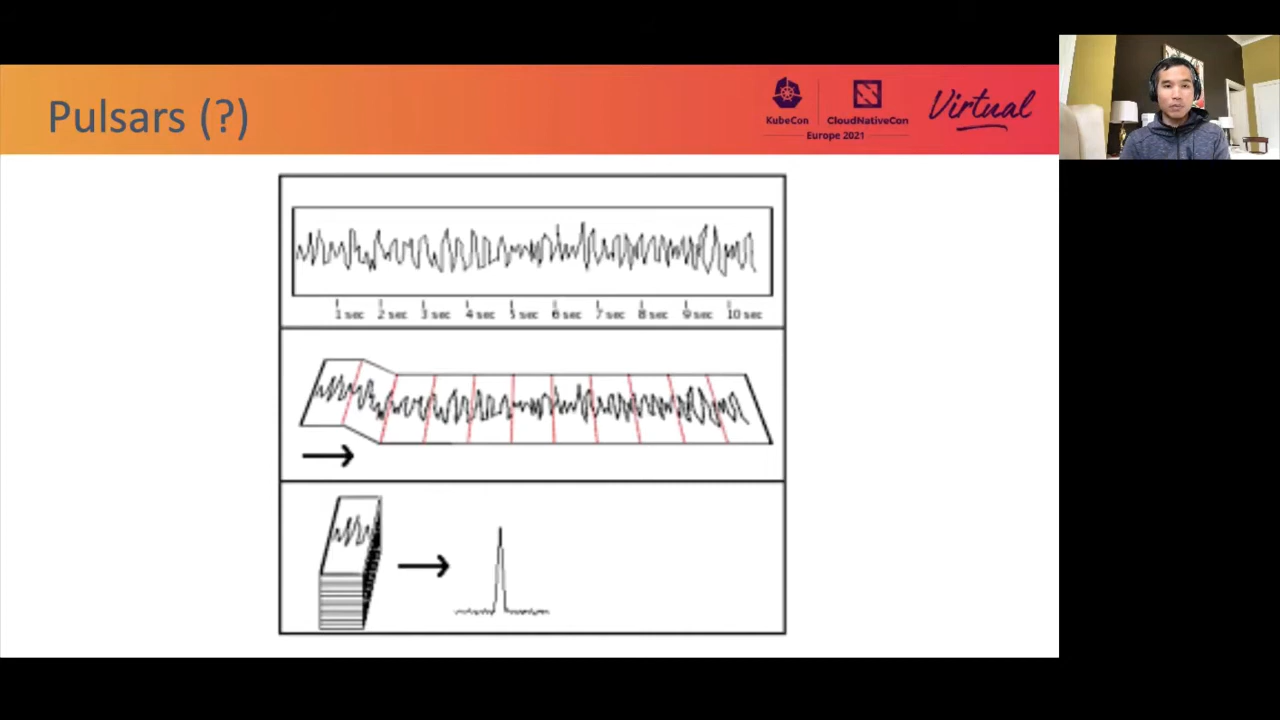 Pulsars (?)
KubeCon
CloudNativeCon
Europe 2021
Virtual
1 sec 2 sec 3 sec 4 sec 5 sec 6 sec 7 sec 8 sec 9 sec 10 sec